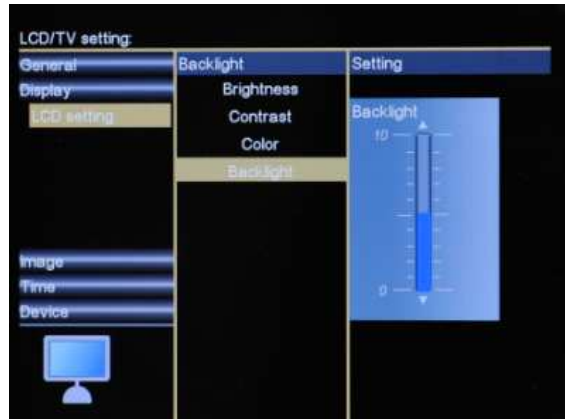 LCD/TV setting:
General
Display
LCD setting
Image
Time
Device
Backlight
Brightness
Contrast
Color
Backlight
Setting
Backlight
10
0